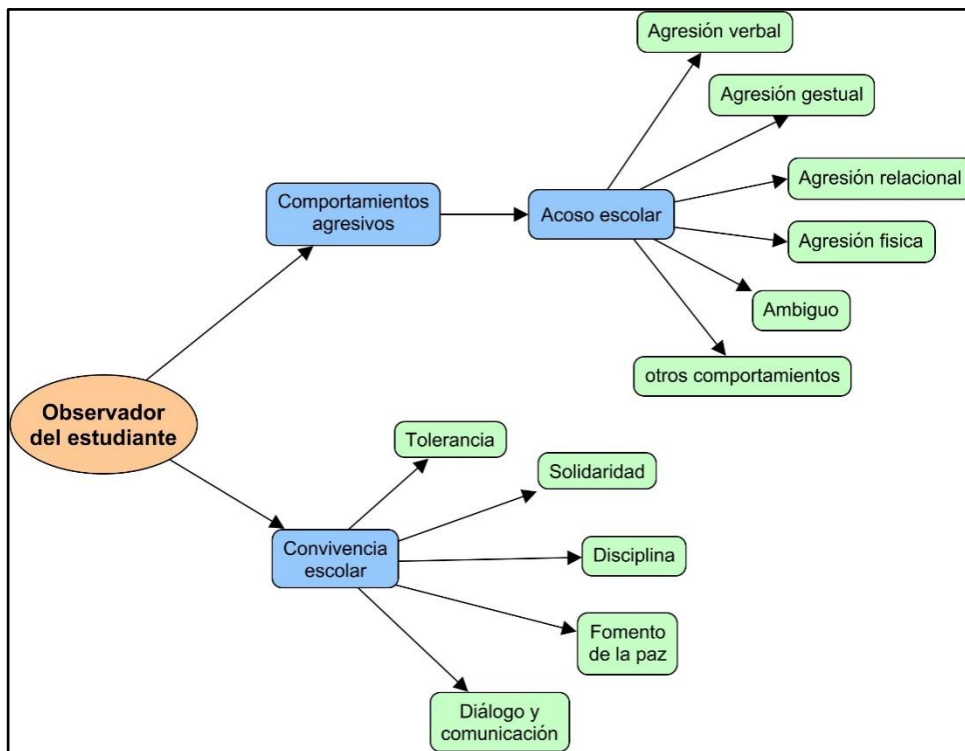 Agresión verbal
Agresión gestual
Comportamientos
agresivos
Acoso escolar
Agresión relacional
Agresión fisica
Ambiguo
otros comportamientos
Observador
del estudiante
Tolerancia
Solidaridad
Convivencia
escolar
Disciplina
Fomento
de la paz
Diálogo y
comunicación